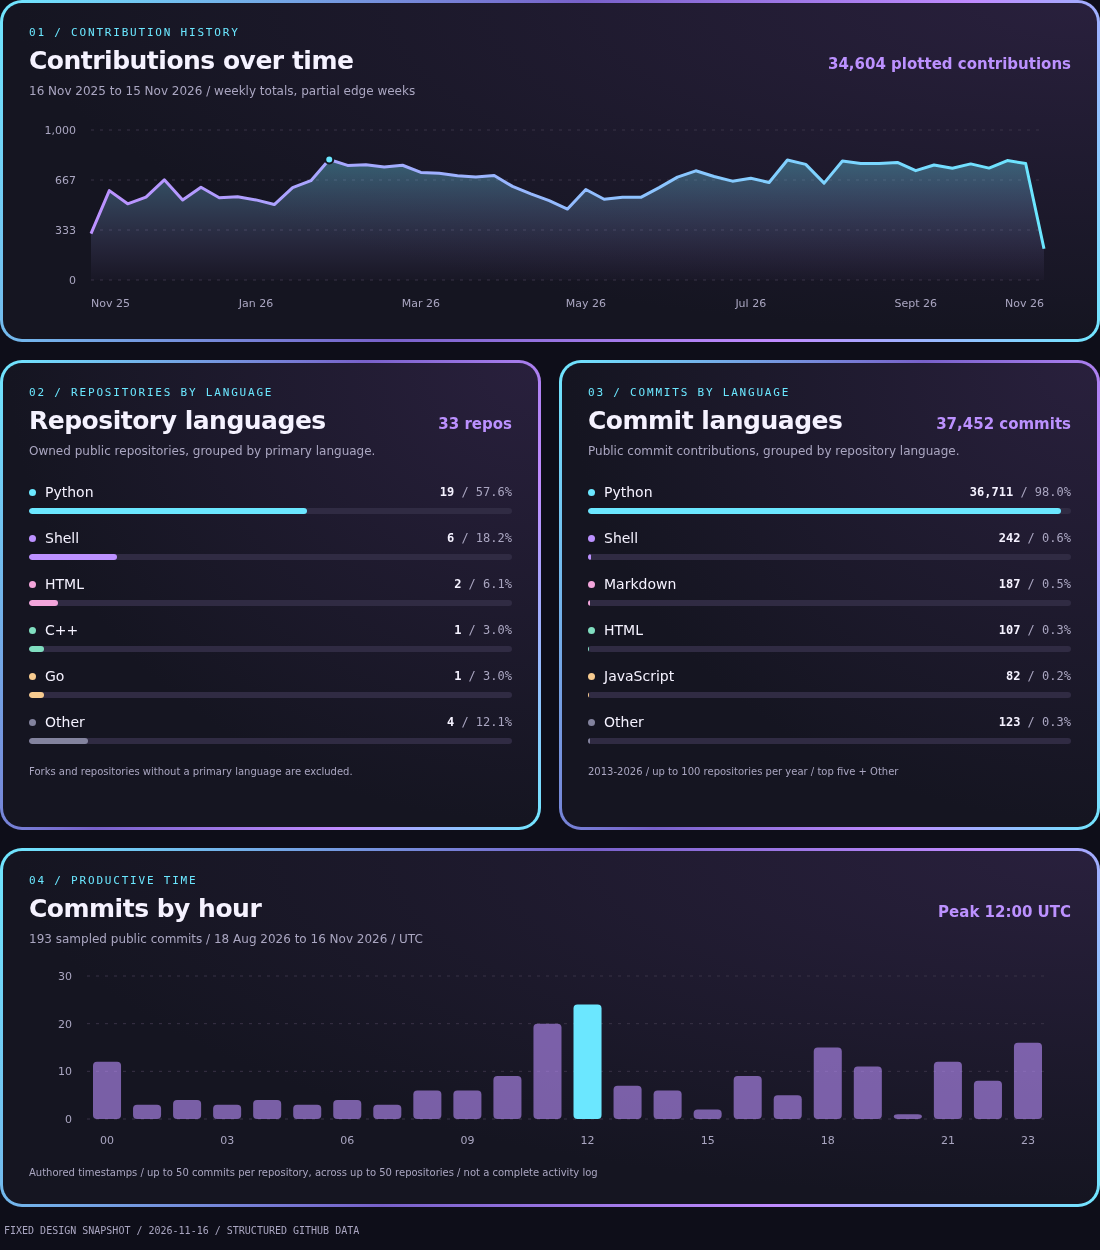 01 / CONTRIBUTION HISTORY
Contributions over time
34,604 plotted contributions
16 Nov 2025 to 15 Nov 2026 / weekly totals, partial edge weeks
1,000
667
333
0
Nov 25 Jan 26 Mar 26 May 26 Jul 26 Sept 26 Nov 26
02 / REPOSITORIES BY LANGUAGE
Repository languages
33 repos
Owned public repositories, grouped by primary language.
Python 19 / 57.6%
Shell 6 / 18.2%
HTML 2 / 6.1%
C++ 1 / 3.0%
Go 1 / 3.0%
Other 4 / 12.1%
Forks and repositories without a primary language are excluded.
03 / COMMITS BY LANGUAGE
Commit languages
37,452 commits
Public commit contributions, grouped by repository language.
Python 36,711 / 98.0%
Shell 242 / 0.6%
Markdown 187 / 0.5%
HTML 107 / 0.3%
JavaScript 82 / 0.2%
Other 123 / 0.3%
2013-2026 / up to 100 repositories per year / top five + Other
04 / PRODUCTIVE TIME
Commits by hour
Peak 12:00 UTC
193 sampled public commits / 18 Aug 2026 to 16 Nov 2026 / UTC
30
20
10
0
00 03 06 09 12 15 18 21 23
Authored timestamps / up to 50 commits per repository, across up to 50 repositories / not a complete activity log
FIXED DESIGN SNAPSHOT / 2026-11-16 / STRUCTURED GITHUB DATA